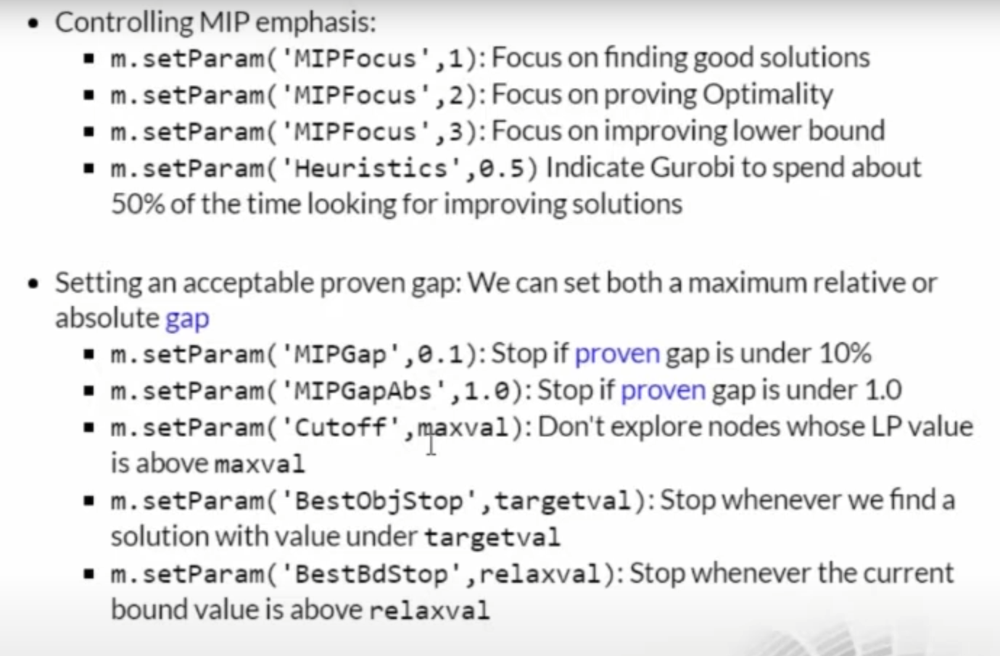 • Controlling MIP emphasis:
▪ m.setParam('MIPFocus',1): Focus on finding good solutions
▪ m.setParam('MIPFocus',2): Focus on proving Optimality
▪ m.setParam('MIPFocus',3): Focus on improving lower bound
▪ m.setParam('Heuristics',0.5) Indicate Gurobi to spend about
50% of the time looking for improving solutions
• Setting an acceptable proven gap: We can set both a maximum relative or
absolute gap
▪ m.setParam('MIPGap',0.1): Stop if proven gap is under 10%
▪ m.setParam('MIPGapAbs',1.0): Stop if proven gap is under 1.0
▪ m.setParam('Cutoff',maxval): Don't explore nodes whose LP value
is above maxval
▪ m.setParam('BestObjStop',targetval): Stop whenever we find a
solution with value under targetval
▪ m.setParam('BestBdStop',relaxval): Stop whenever the current
bound value is above relaxval